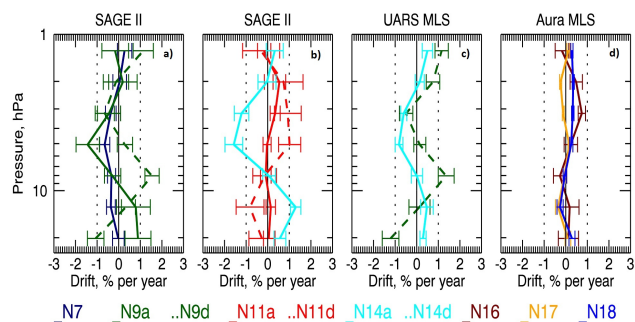 SAGE II SAGE II UARS MLS Aura MLS
1
a) b) c) d)
Pressure, hPa
10
-3 -2 -1 0 1 2 3 -2 -1 0 1 2 3 -2 -1 0 1 2 3 -2 -1 0 1 2 3
Drift, % per year Drift, % per year Drift, % per year Drift, % per year
_N7 _N9a ..N9d _N11a ..N11d _N14a ..N14d _N16 _N17 _N18